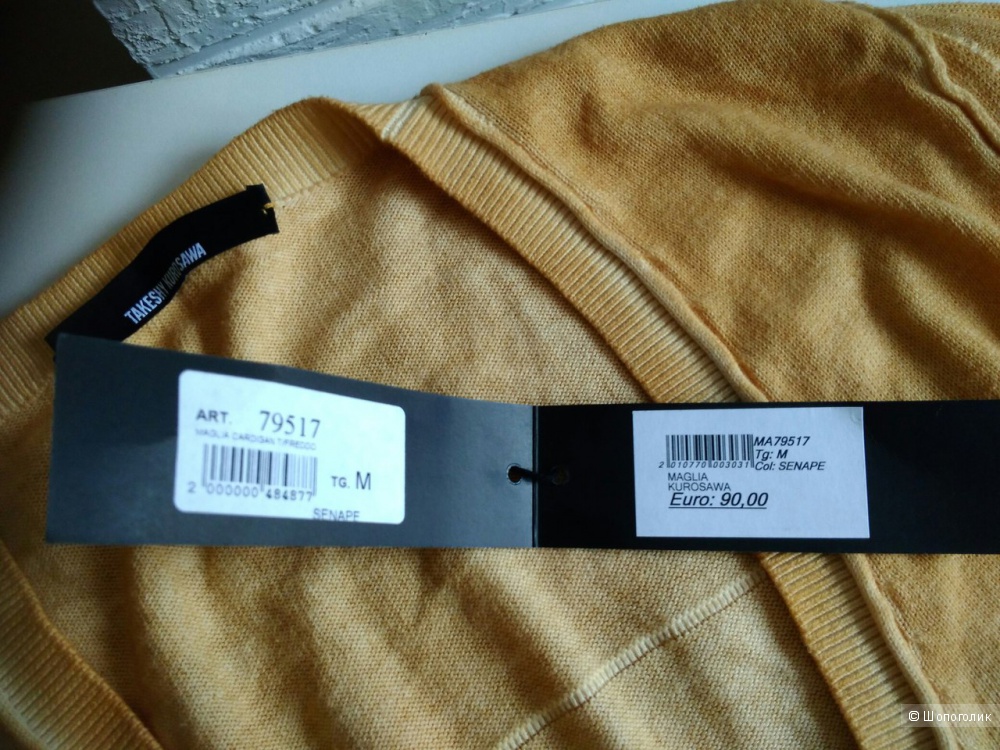 TAKESHY KUROSAWA
ART. 79517
MAGLIA CARDIGAN T/FREDDO
2 000000 484877
TG. M
SENAPE
MA79517
Tg: M
2 010770 003031
Col: SENAPE
MAGLIA
KUROSAWA
Euro: 90,00
© Шопоголик